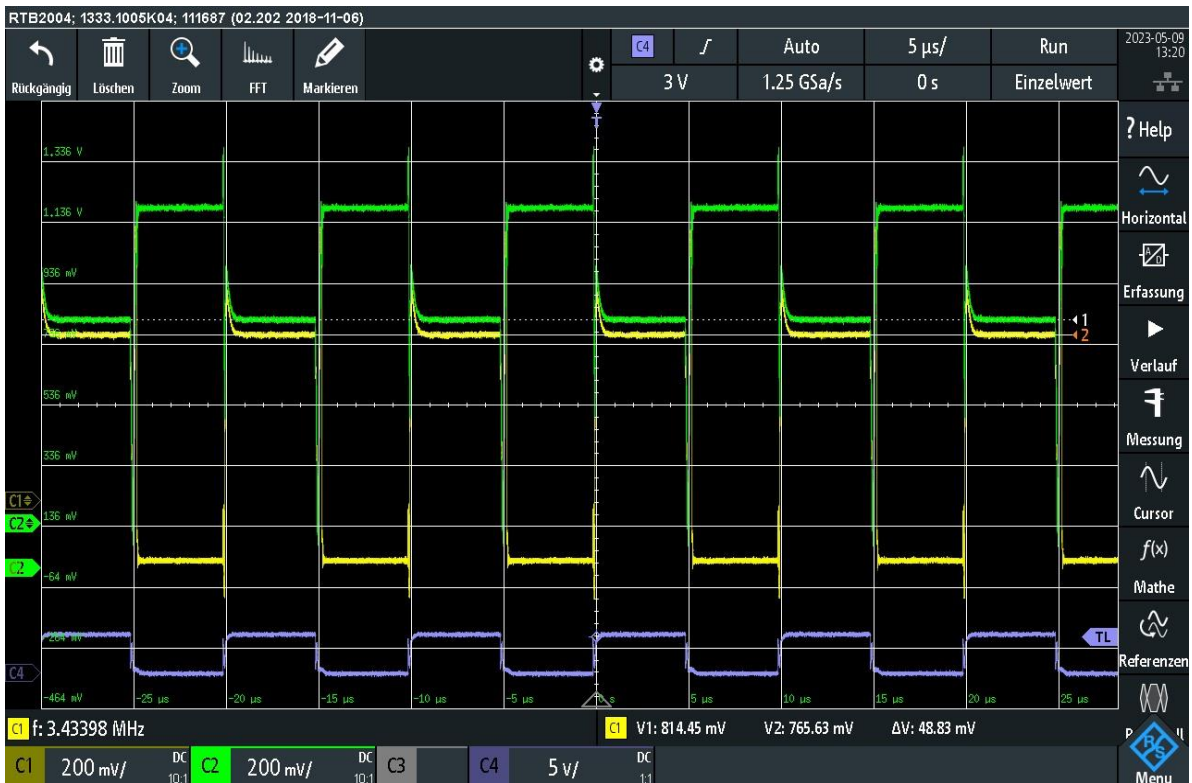 RTB2004; 1333.1005K04; 111687 (02.202 2018-11-06)
Rückgängig
Löschen
Zoom
FFT
Markieren
C4
Auto
5 µs/
Run
3 V
1.25 GSa/s
0 s
Einzelwert
2023-05-09
13:20
T
1.336 V
1.136 V
936 mV
536 mV
336 mV
136 mV
-64 mV
-464 mV
-25 µs
-20 µs
-15 µs
-10 µs
-5 µs
5 µs
10 µs
15 µs
20 µs
25 µs
1
2
C1
C2
C2
C4
TL
? Help
Horizontal
A
D
Erfassung
Verlauf
Messung
Cursor
f(x)
Mathe
Referenzen
R&S
Menu
C1 f: 3.43398 MHz
C1 V1: 814.45 mV V2: 765.63 mV ΔV: 48.83 mV
C1 200 mV/ DC 10:1
C2 200 mV/ DC 10:1
C3
C4 5 V/ DC 1:1